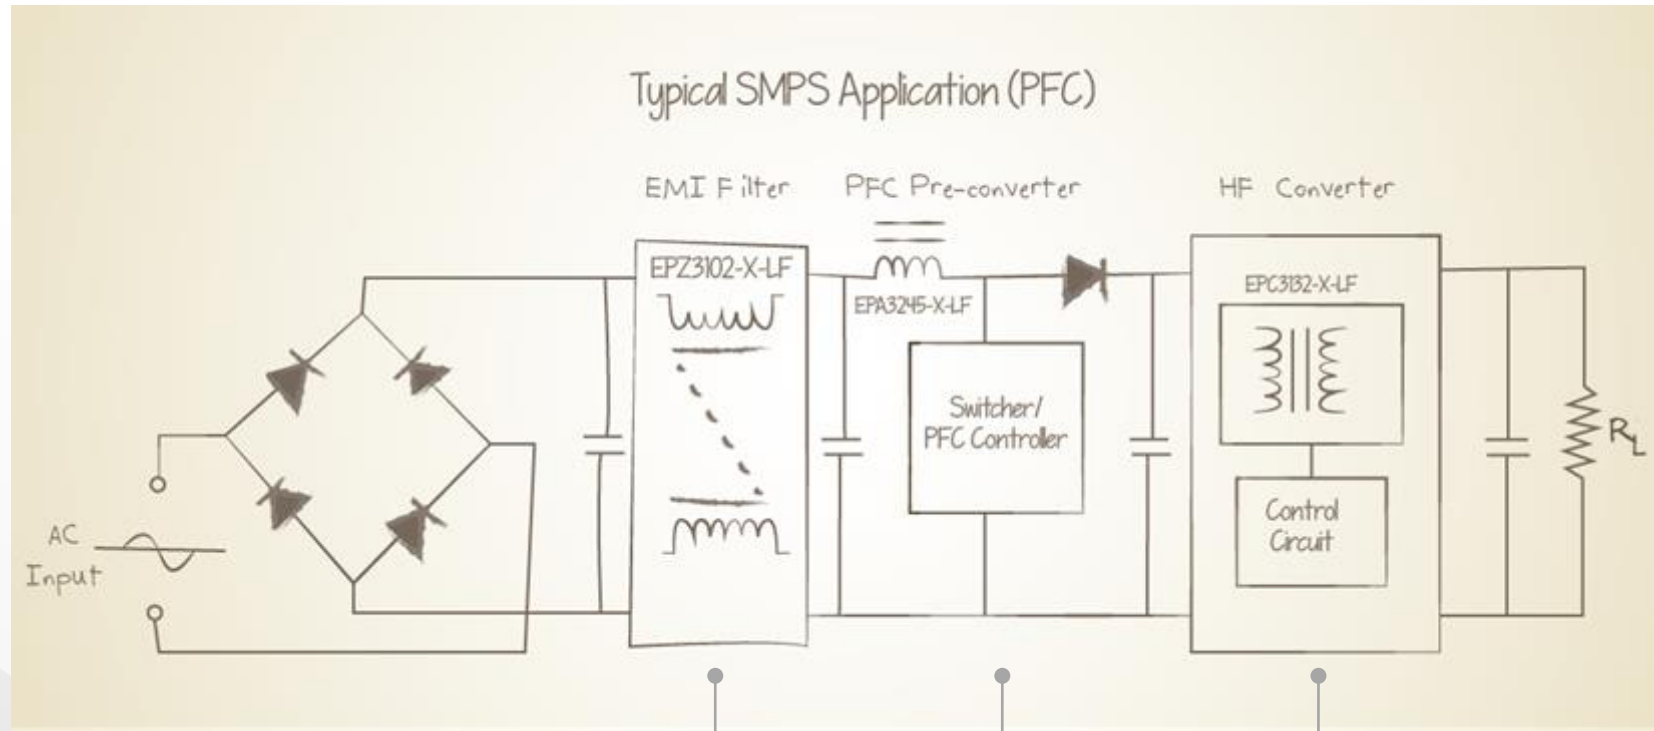 Typical SMPS Application (PFC)
EMI Filter
PFC Pre-converter
HF Converter
EPZ3102-X-LF
EPA3245-X-LF
EPC3132-X-LF
Switcher/
PFC Controller
Control
Circuit
AC
Input
RL